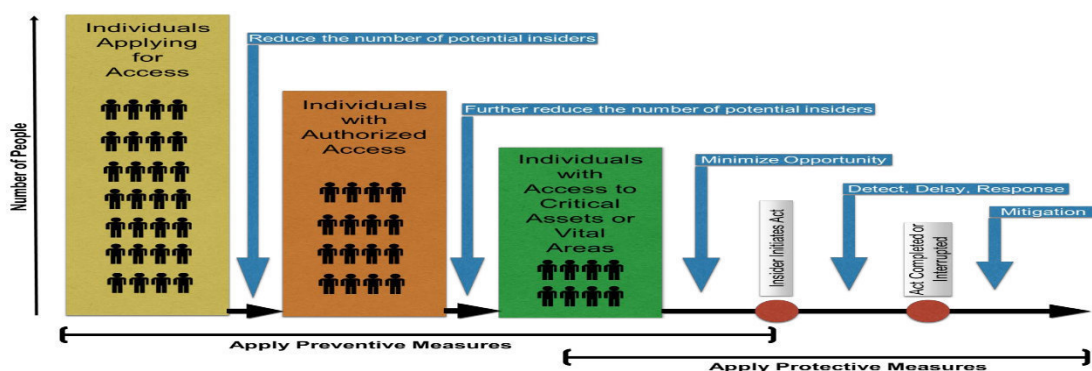 Number of People
Individuals
Applying
for
Access
Reduce the number of potential insiders
Individuals
with
Authorized
Access
Further reduce the number of potential insiders
Individuals
with
Access to
Critical
Assets or
Vital
Areas
Minimize Opportunity
Insider Initiates Act
Detect, Delay, Response
Act Completed or
Interrupted
Mitigation
Apply Preventive Measures
Apply Protective Measures